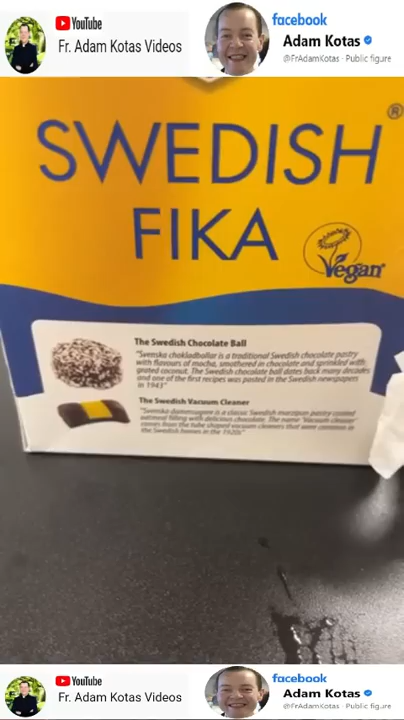 YouTube
Fr. Adam Kotas Videos
facebook
Adam Kotas
@FrAdamKotas · Public figure
SWEDISH
®
FIKA
Vegan
The Swedish Chocolate Ball
"Svenska chokladbollar is a traditional Swedish chocolate pastry
with flavours of mocha, smothered in chocolate and sprinkled with
grated coconut. The Swedish chocolate ball dates back many decades
and one of the first recipes was posted in the Swedish newspapers
in 1943"
The Swedish Vacuum Cleaner
"Svenska dammsugare is a classic Swedish marzipan pastry coated
oatmeal filling with delicious chocolate. The name 'Vacuum cleaner'
comes from the tube shaped vacuum cleaners that were common in
the Swedish homes in the 1920s"
YouTube
Fr. Adam Kotas Videos
facebook
Adam Kotas
@FrAdamKotas · Public figure